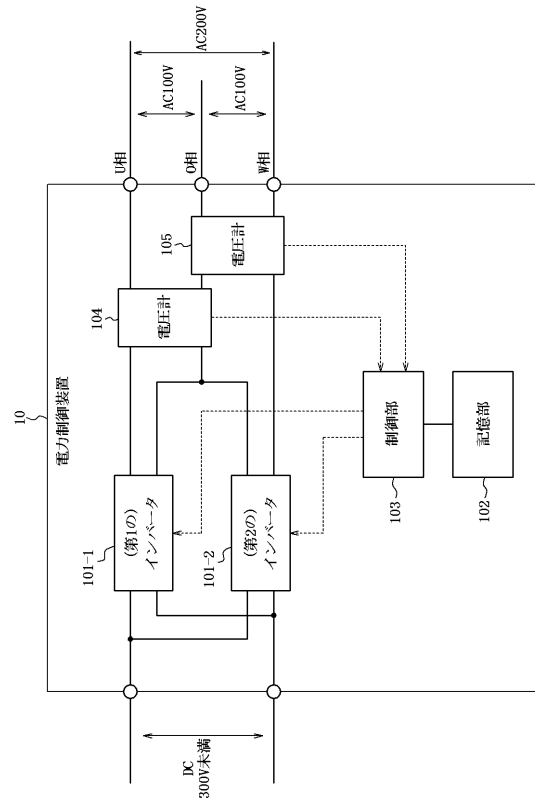 10
電力制御装置
DC
300V未満
101-1
(第1の)
インバータ
101-2
(第2の)
インバータ
104
電圧計
105
電圧計
U相
O相
W相
AC100V
AC100V
AC200V
制御部
103
記憶部
102